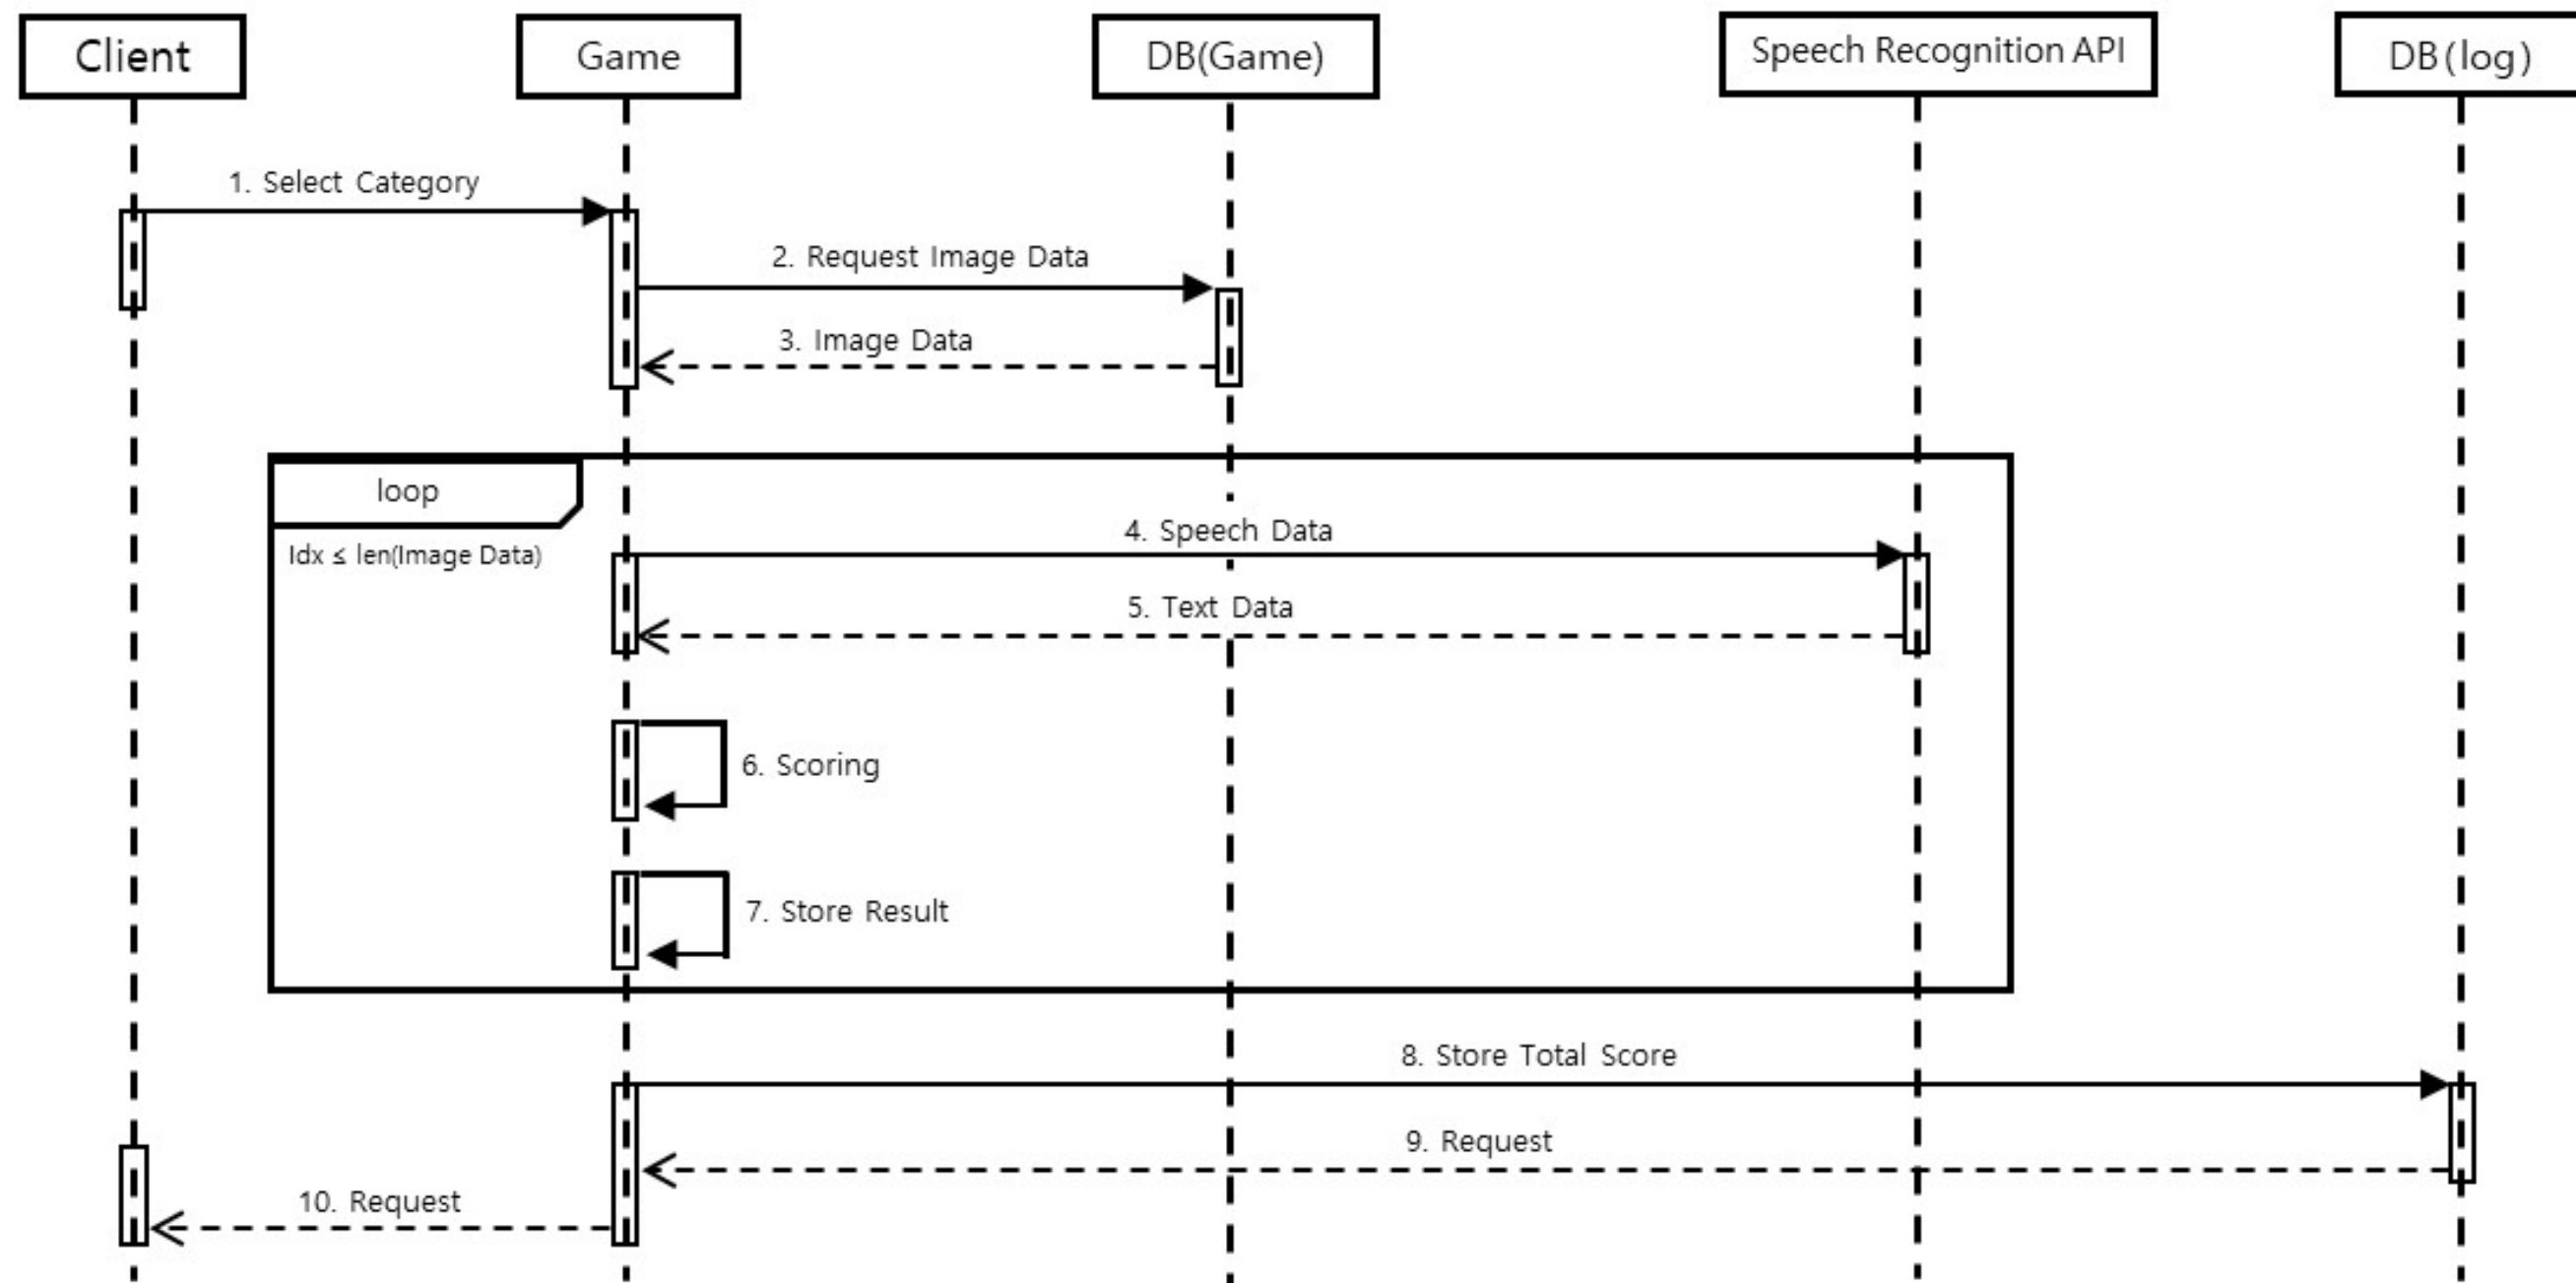 Client
Game
DB(Game)
Speech Recognition API
DB(log)
1. Select Category
2. Request Image Data
3. Image Data
loop
Idx ≤ len(Image Data)
4. Speech Data
5. Text Data
6. Scoring
7. Store Result
8. Store Total Score
9. Request
10. Request